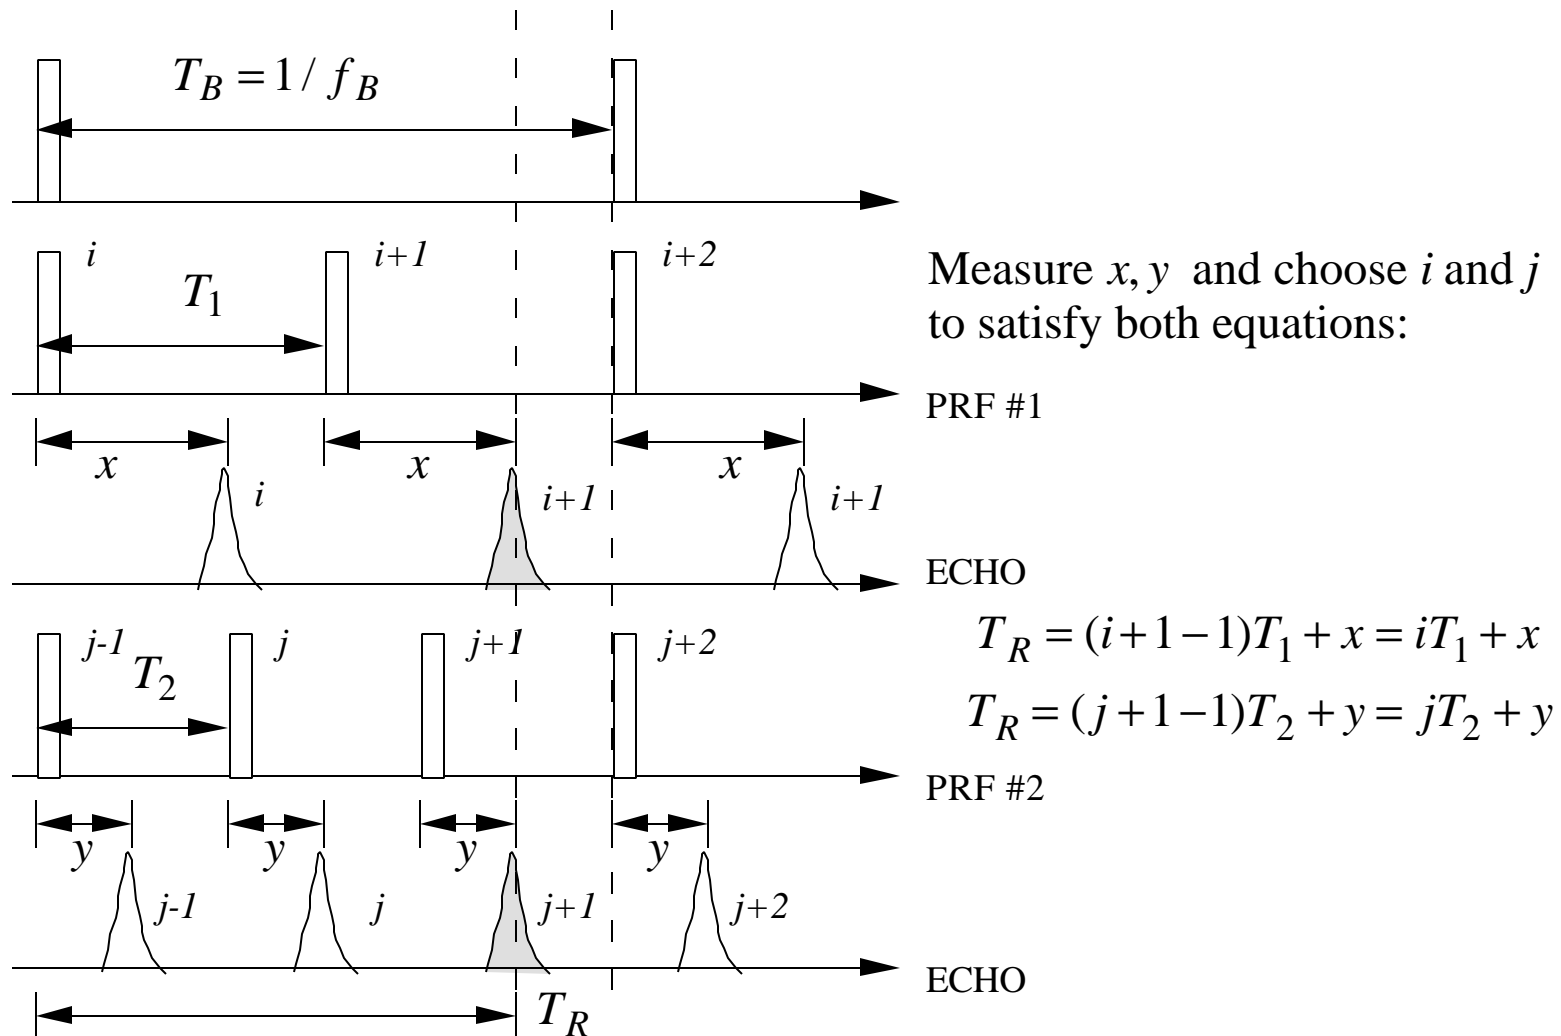 T_B = 1 / f_B
i
i+1
i+2
T_1
Measure x, y and choose i and j
to satisfy both equations:
PRF #1
x
x
x
i
i+1
i+1
ECHO
T_R = (i+1−1)T_1 + x = iT_1 + x
j-1
j
j+1
j+2
T_2
T_R = (j+1−1)T_2 + y = jT_2 + y
PRF #2
y
y
y
y
j-1
j
j+1
j+2
ECHO
T_R